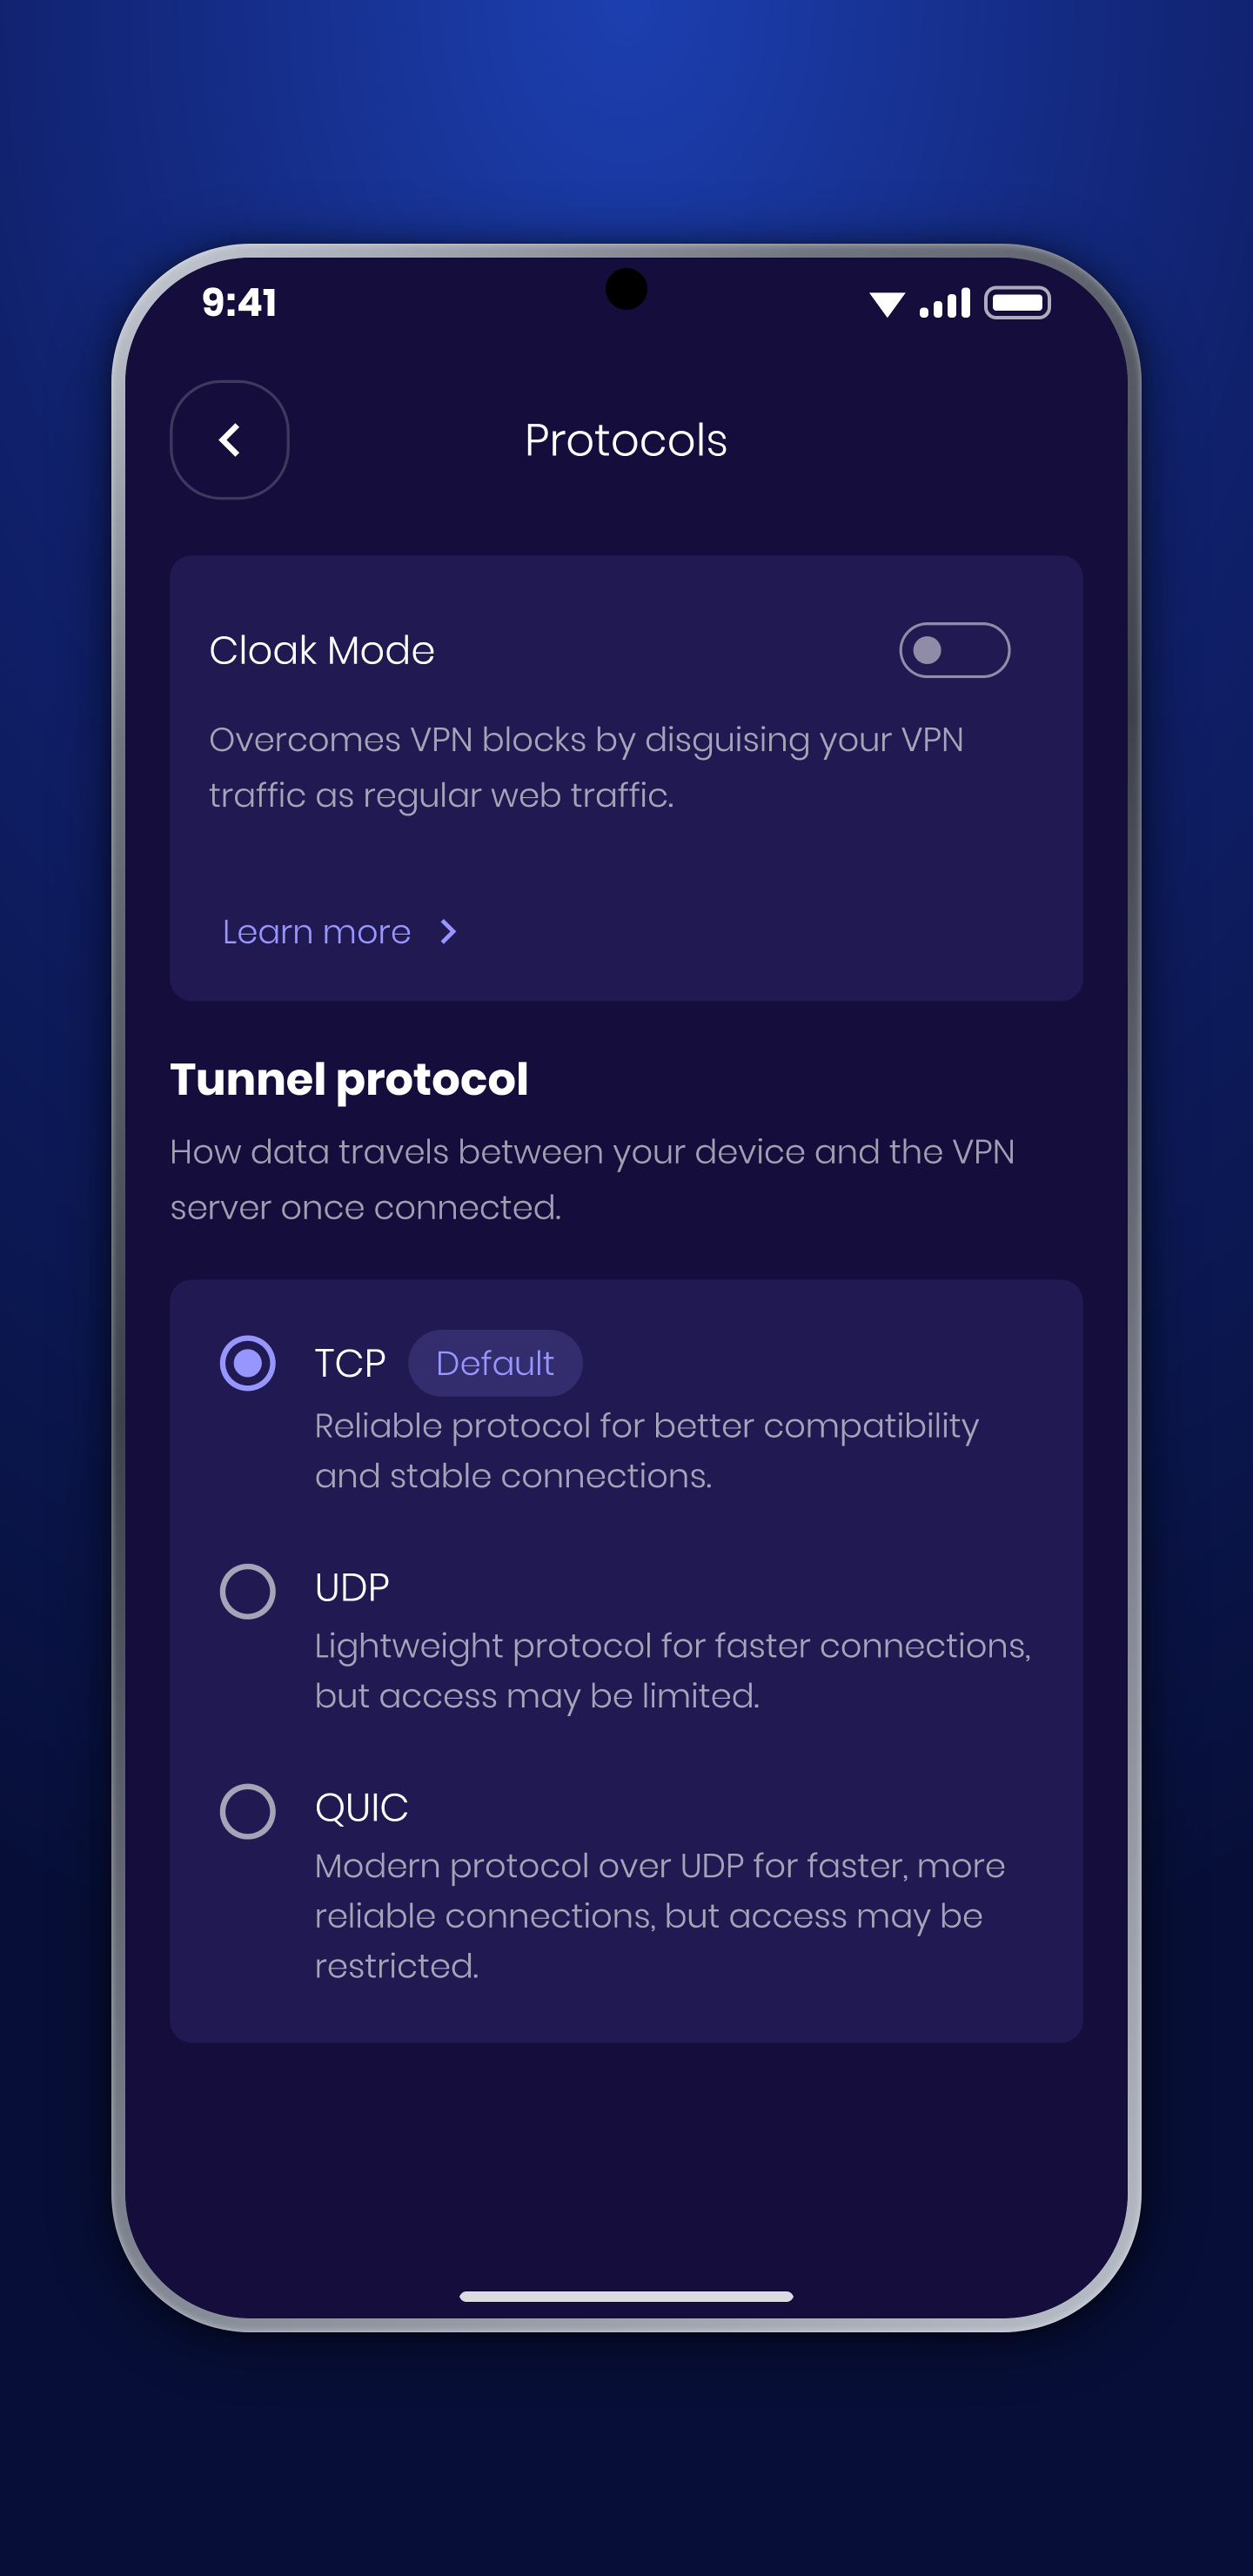 9:41
Protocols
Cloak Mode
Overcomes VPN blocks by disguising your VPN
traffic as regular web traffic.
Learn more
Tunnel protocol
How data travels between your device and the VPN
server once connected.
TCP Default
Reliable protocol for better compatibility
and stable connections.
UDP
Lightweight protocol for faster connections,
but access may be limited.
QUIC
Modern protocol over UDP for faster, more
reliable connections, but access may be
restricted.